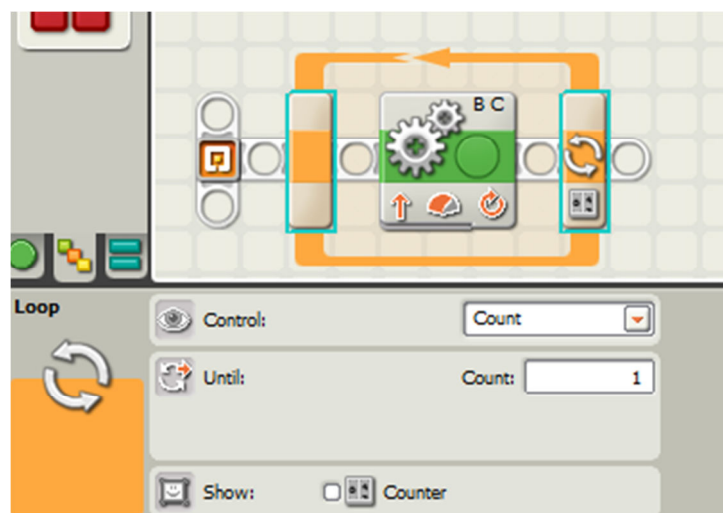 B C
Loop
Control: Count
Until: Count: 1
Show: Counter